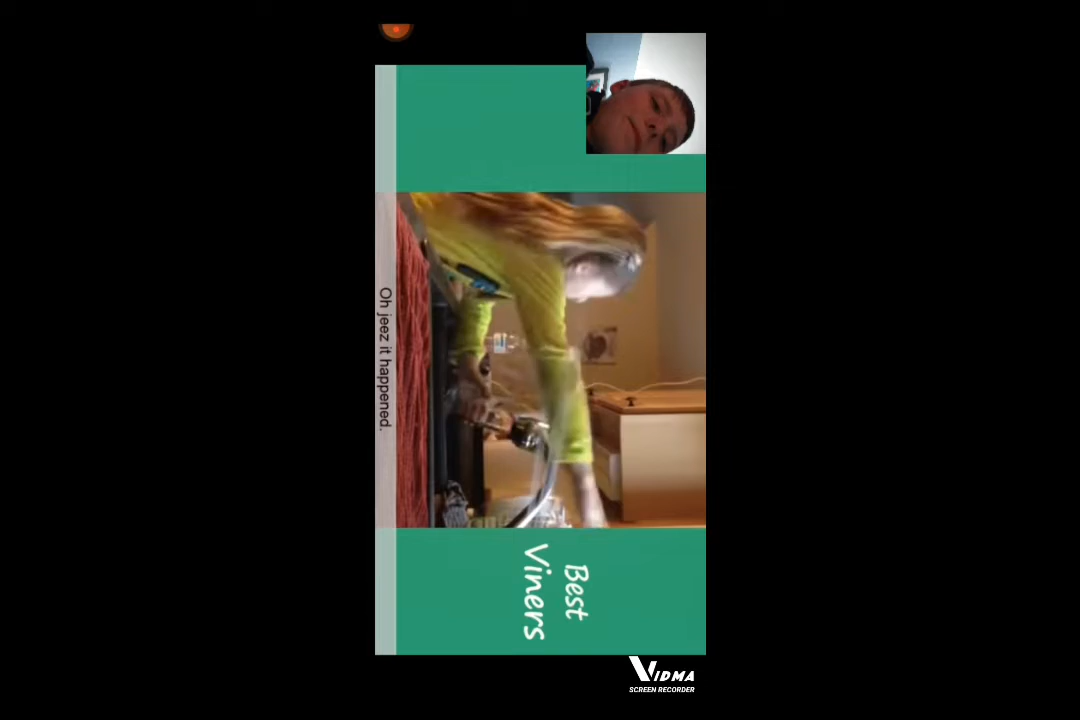 Oh jeez it happened.
Best
Viners
VIDMA
SCREEN RECORDER